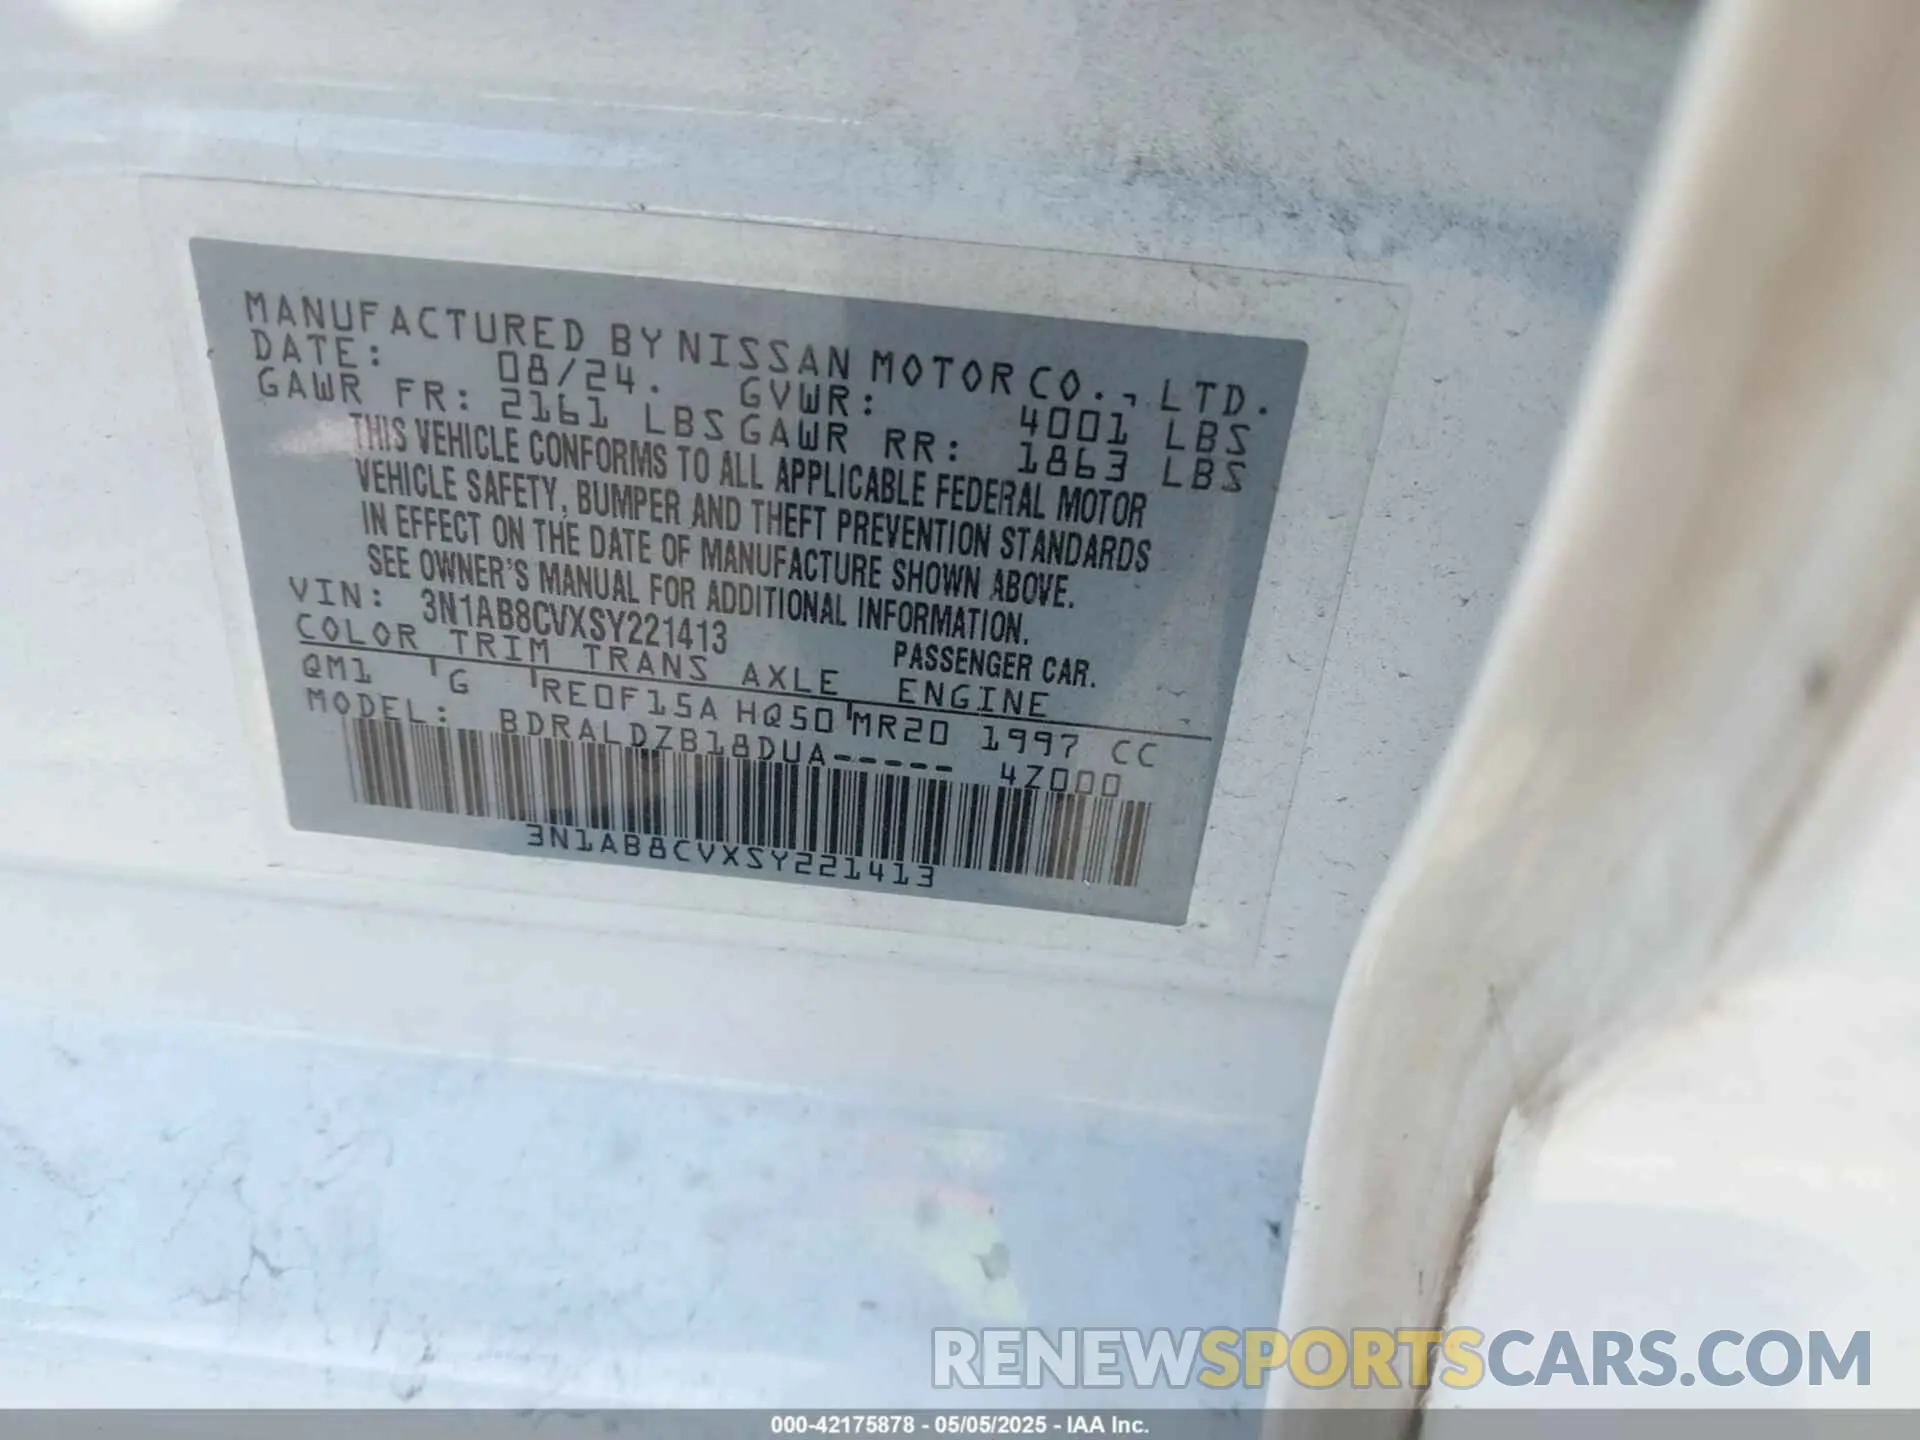 MANUFACTURED BY NISSAN MOTOR CO., LTD.
DATE: 08/24. GVWR: 4001 LBS
GAWR FR: 2161 LBS GAWR RR: 1863 LBS
THIS VEHICLE CONFORMS TO ALL APPLICABLE FEDERAL MOTOR
VEHICLE SAFETY, BUMPER AND THEFT PREVENTION STANDARDS
IN EFFECT ON THE DATE OF MANUFACTURE SHOWN ABOVE.
SEE OWNER'S MANUAL FOR ADDITIONAL INFORMATION.
VIN: 3N1AB8CVXSY221413 PASSENGER CAR.
COLOR TRIM TRANS AXLE ENGINE
QM1 G RE0F15A HQ50 MR20 1997 CC
MODEL: BDRALDZB18DUA----- 4Z000
3N1AB8CVXSY221413
RENEWSPORTSCARS.COM
000-42175878 - 05/05/2025 - IAA Inc.